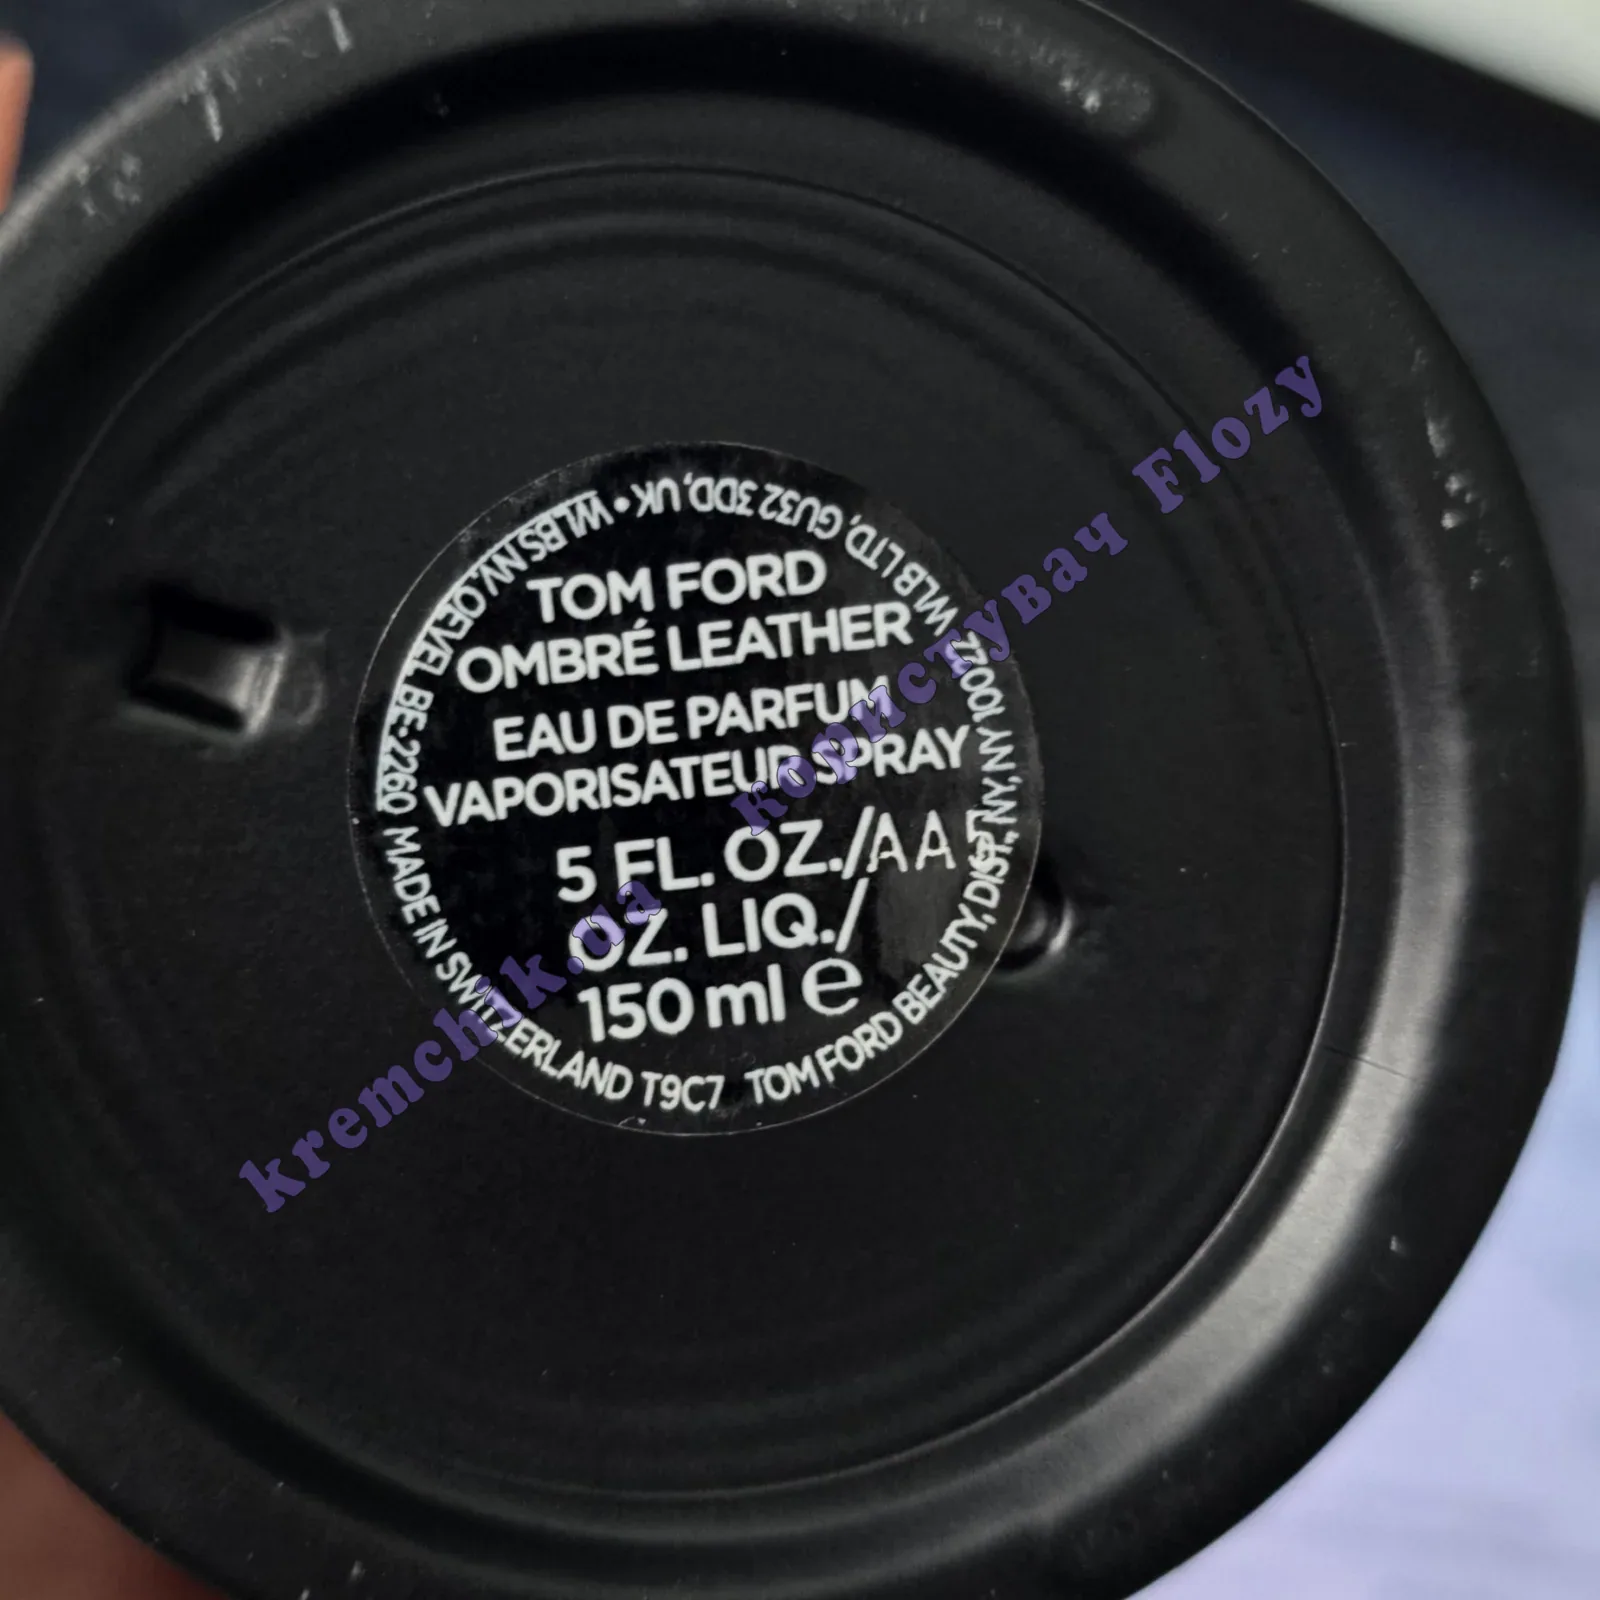 TOM FORD
OMBRÉ LEATHER
EAU DE PARFUM
VAPORISATEUR SPRAY
5 FL. OZ./AA
OZ. LIQ./
150 ml ℮
MADE IN SWITZERLAND T9C7 TOM FORD BEAUTY, DIST., NY, NY 10022 WLB LTD, GU32 3DD, UK • WLBS NV, OEVEL BE-2260
kremchik.ua користувач Flozy